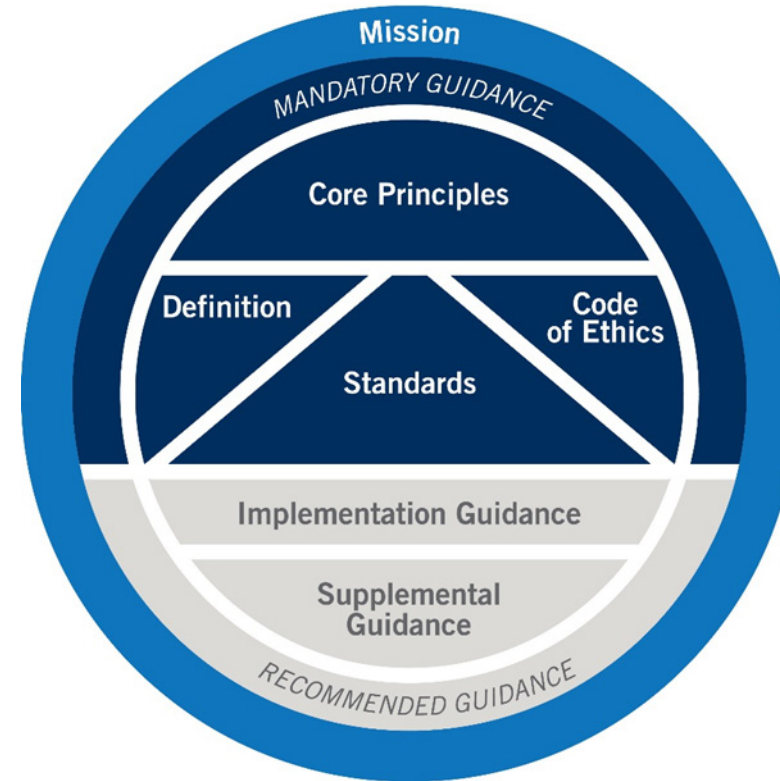 Mission
MANDATORY GUIDANCE
Core Principles
Definition
Code
of Ethics
Standards
Implementation Guidance
Supplemental
Guidance
RECOMMENDED GUIDANCE